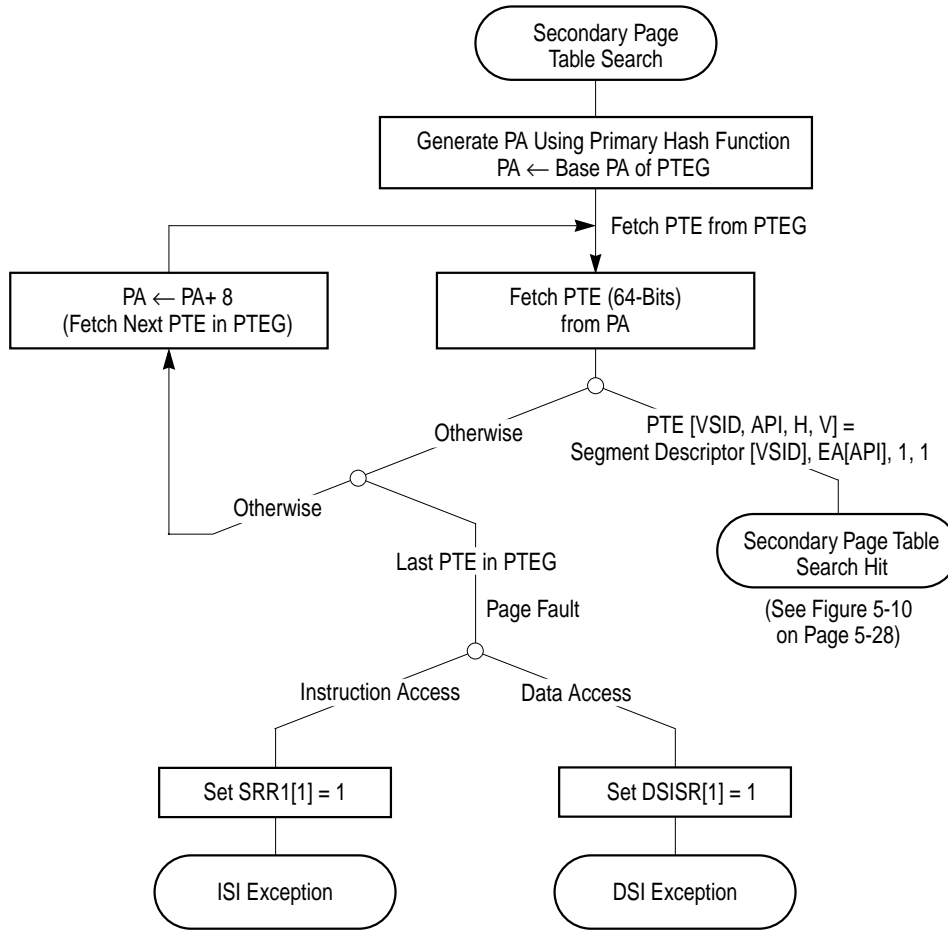 Secondary Page
Table Search
Generate PA Using Primary Hash Function
PA ← Base PA of PTEG
Fetch PTE from PTEG
PA ← PA+ 8
(Fetch Next PTE in PTEG)
Fetch PTE (64-Bits)
from PA
Otherwise
PTE [VSID, API, H, V] =
Segment Descriptor [VSID], EA[API], 1, 1
Otherwise
Secondary Page Table
Search Hit
(See Figure 5-10
on Page 5-28)
Last PTE in PTEG
Page Fault
Instruction Access
Data Access
Set SRR1[1] = 1
Set DSISR[1] = 1
ISI Exception
DSI Exception